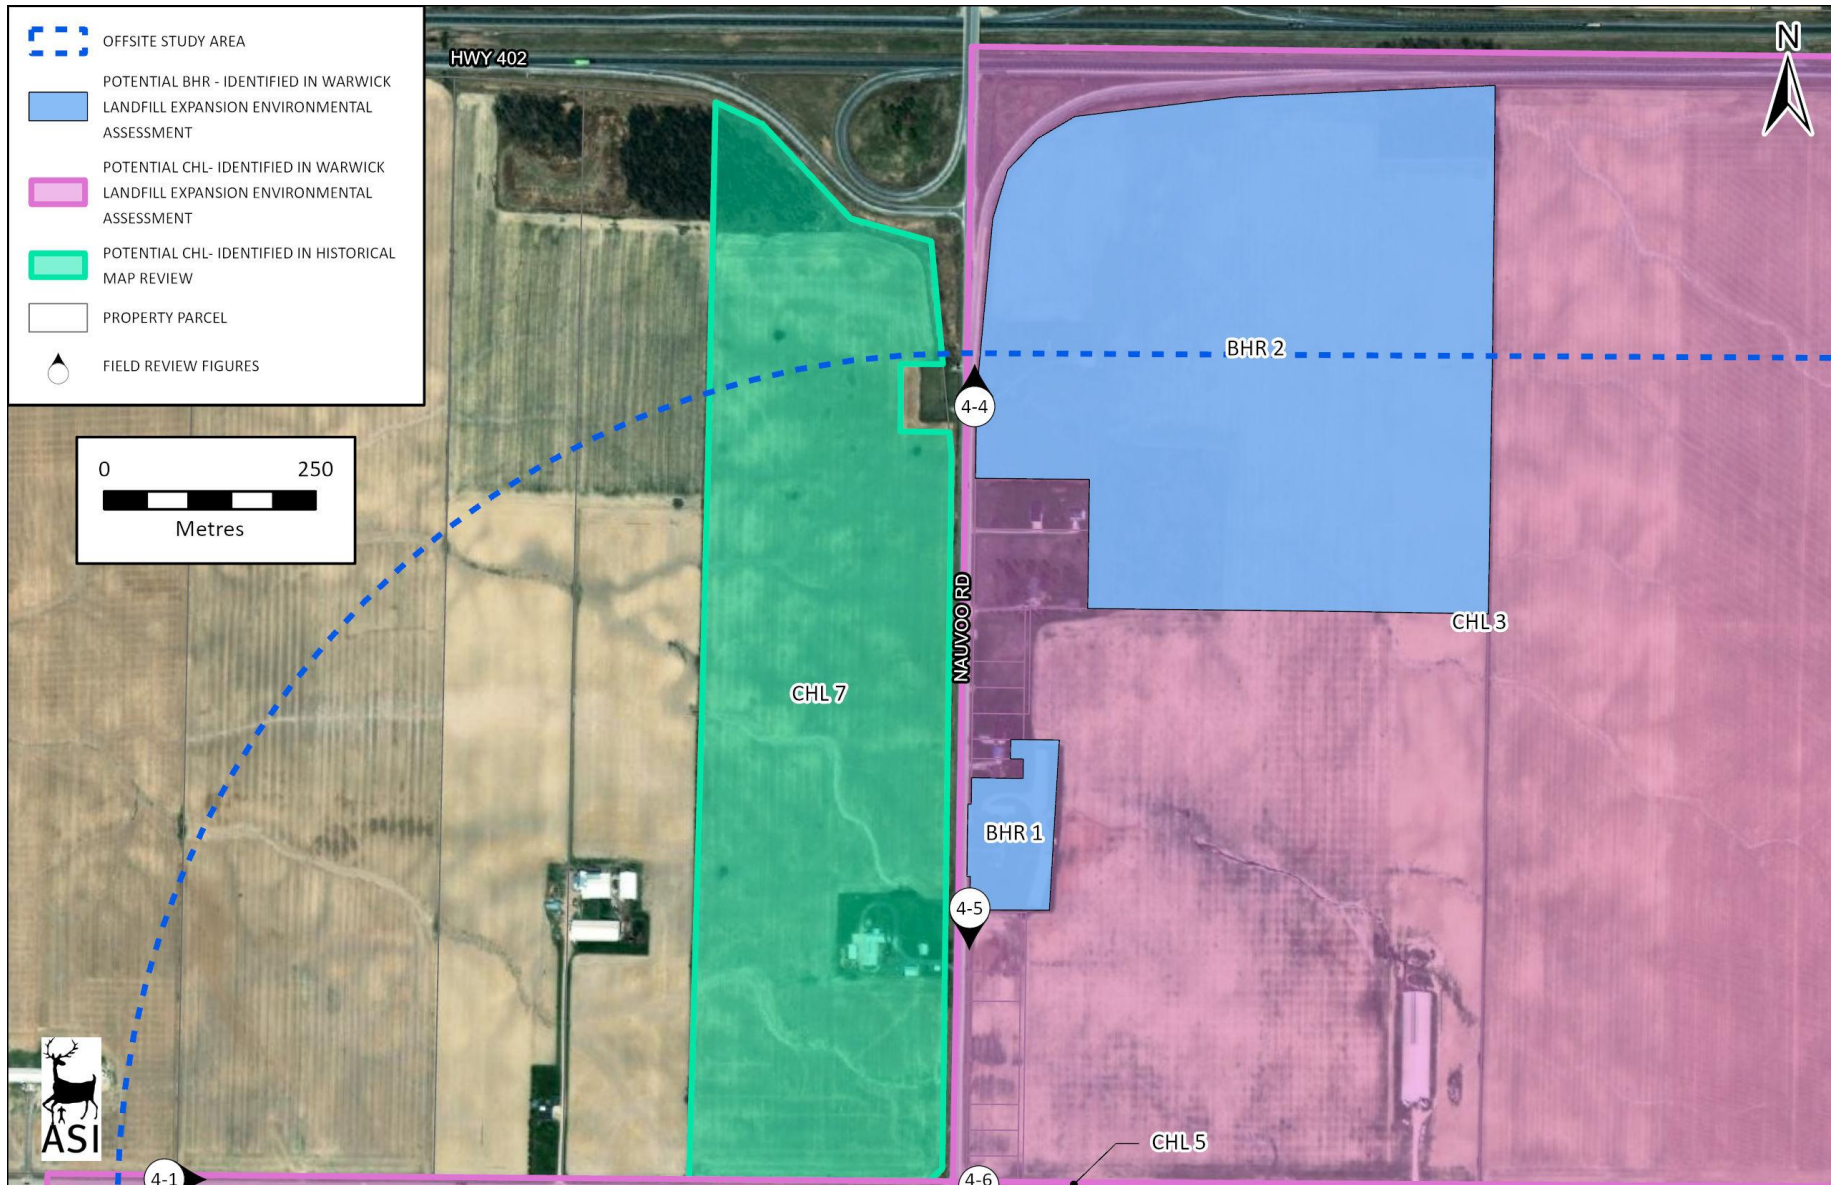 OFFSITE STUDY AREA
POTENTIAL BHR - IDENTIFIED IN WARWICK
LANDFILL EXPANSION ENVIRONMENTAL
ASSESSMENT
POTENTIAL CHL- IDENTIFIED IN WARWICK
LANDFILL EXPANSION ENVIRONMENTAL
ASSESSMENT
POTENTIAL CHL- IDENTIFIED IN HISTORICAL
MAP REVIEW
PROPERTY PARCEL
FIELD REVIEW FIGURES
0 250
Metres
HWY 402
N
BHR 2
4-4
NAUVOO RD
CHL 3
CHL 7
BHR 1
4-5
ASI
CHL 5
4-1
4-6